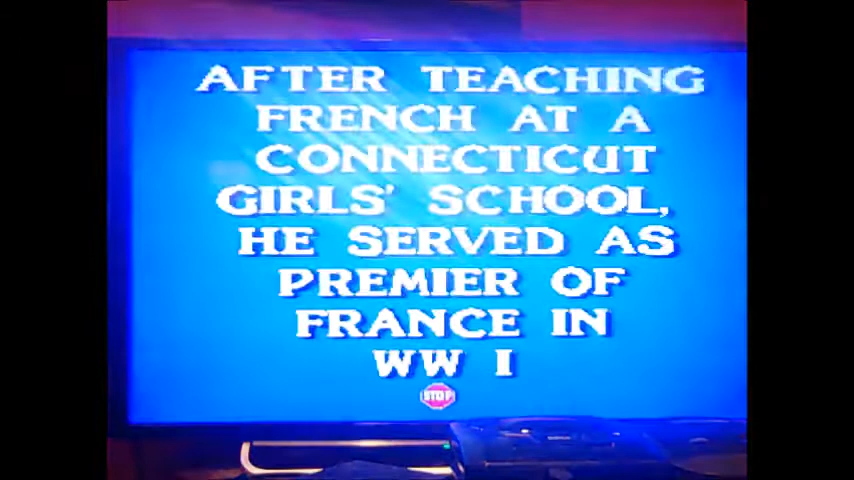 AFTER TEACHING
FRENCH AT A
CONNECTICUT
GIRLS' SCHOOL,
HE SERVED AS
PREMIER OF
FRANCE IN
WW I
STOP